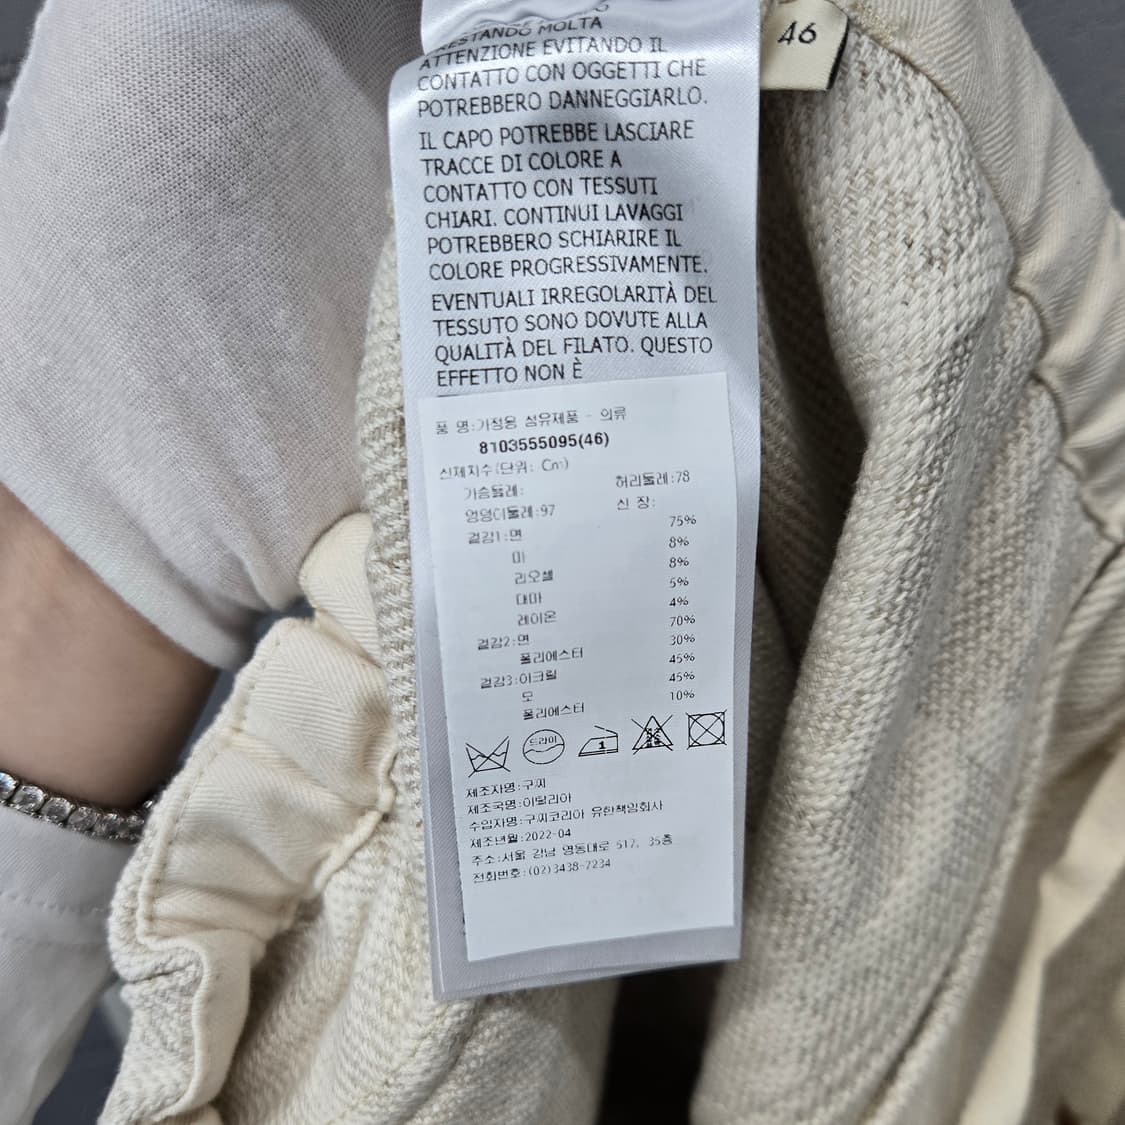 46
RESTANDO MOLTA
ATTENZIONE EVITANDO IL
CONTATTO CON OGGETTI CHE
POTREBBERO DANNEGGIARLO.
IL CAPO POTREBBE LASCIARE
TRACCE DI COLORE A
CONTATTO CON TESSUTI
CHIARI. CONTINUI LAVAGGI
POTREBBERO SCHIARIRE IL
COLORE PROGRESSIVAMENTE.
EVENTUALI IRREGOLARITÀ DEL
TESSUTO SONO DOVUTE ALLA
QUALITÀ DEL FILATO. QUESTO
EFFETTO NON È
품 명:가정용 섬유제품 - 의류
8103555095(46)
신체치수(단위: Cm)
가슴둘레: 허리둘레:78
엉덩이둘레:97 신 장:
겉감1:면 75%
마 8%
리오셀 8%
대마 5%
레이온 4%
겉감2:면 70%
폴리에스터 30%
겉감3:아크릴 45%
모 45%
폴리에스터 10%
드라이
1
제조자명:구찌
제조국명:이탈리아
수입자명:구찌코리아 유한책임회사
제조년월:2022-04
주소:서울 강남 영동대로 517, 35층
전화번호:(02)3438-7234